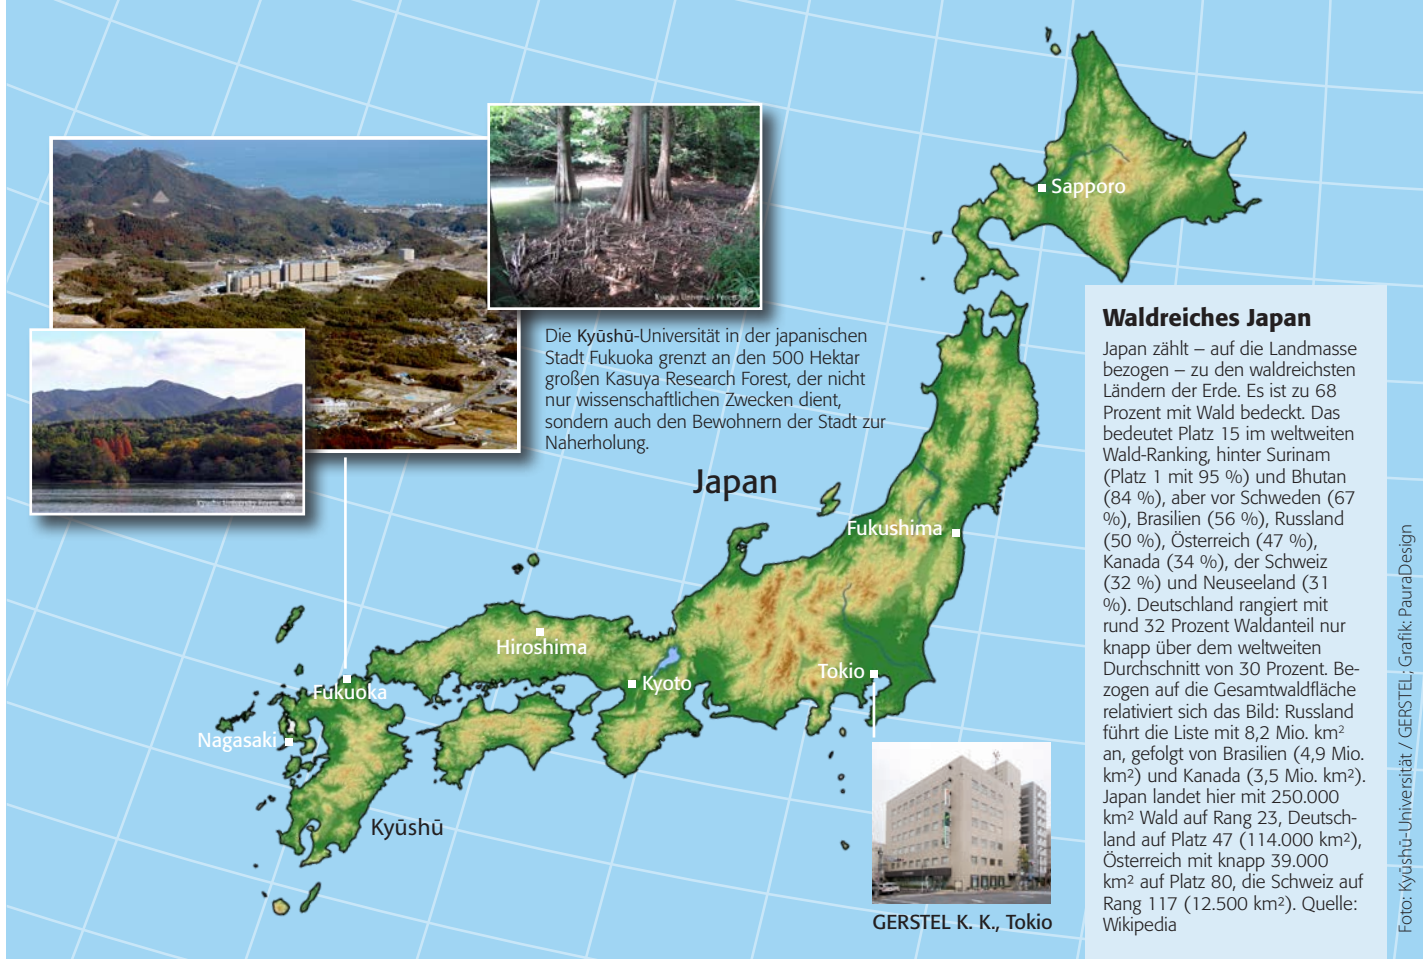 Kyushu University Forest
Kyushu University Forest
Die Kyūshū-Universität in der japanischen
Stadt Fukuoka grenzt an den 500 Hektar
großen Kasuya Research Forest, der nicht
nur wissenschaftlichen Zwecken dient,
sondern auch den Bewohnern der Stadt zur
Naherholung.
Japan
Sapporo
Fukushima
Hiroshima
Kyoto
Tokio
Fukuoka
Nagasaki
Kyūshū
GERSTEL K. K., Tokio
Waldreiches Japan
Japan zählt – auf die Landmasse
bezogen – zu den waldreichsten
Ländern der Erde. Es ist zu 68
Prozent mit Wald bedeckt. Das
bedeutet Platz 15 im weltweiten
Wald-Ranking, hinter Surinam
(Platz 1 mit 95 %) und Bhutan
(84 %), aber vor Schweden (67
%), Brasilien (56 %), Russland
(50 %), Österreich (47 %),
Kanada (34 %), der Schweiz
(32 %) und Neuseeland (31
%). Deutschland rangiert mit
rund 32 Prozent Waldanteil nur
knapp über dem weltweiten
Durchschnitt von 30 Prozent. Be-
zogen auf die Gesamtwaldfläche
relativiert sich das Bild: Russland
führt die Liste mit 8,2 Mio. km²
an, gefolgt von Brasilien (4,9 Mio.
km²) und Kanada (3,5 Mio. km²).
Japan landet hier mit 250.000
km² Wald auf Rang 23, Deutsch-
land auf Platz 47 (114.000 km²),
Österreich mit knapp 39.000
km² auf Platz 80, die Schweiz auf
Rang 117 (12.500 km²). Quelle:
Wikipedia
Foto: Kyūshū-Universität / GERSTEL; Grafik: PauraDesign